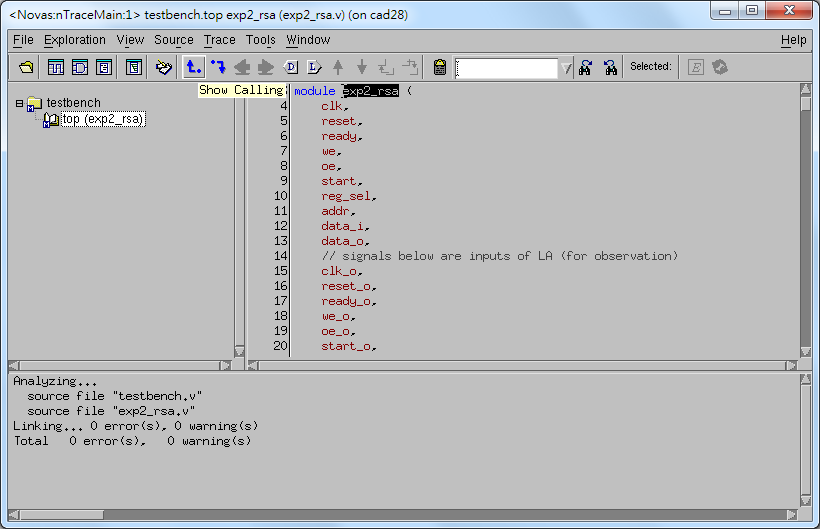 <Novas:nTraceMain:1> testbench.top exp2_rsa (exp2_rsa.v) (on cad28)
File Exploration View Source Trace Tools Window Help
D L Selected: E
testbench
top (exp2_rsa)
Show Calling
module exp2_rsa (
4 clk,
5 reset,
6 ready,
7 we,
8 oe,
9 start,
10 reg_sel,
11 addr,
12 data_i,
13 data_o,
14 // signals below are inputs of LA (for observation)
15 clk_o,
16 reset_o,
17 ready_o,
18 we_o,
19 oe_o,
20 start_o,
Analyzing...
source file "testbench.v"
source file "exp2_rsa.v"
Linking... 0 error(s), 0 warning(s)
Total 0 error(s), 0 warning(s)